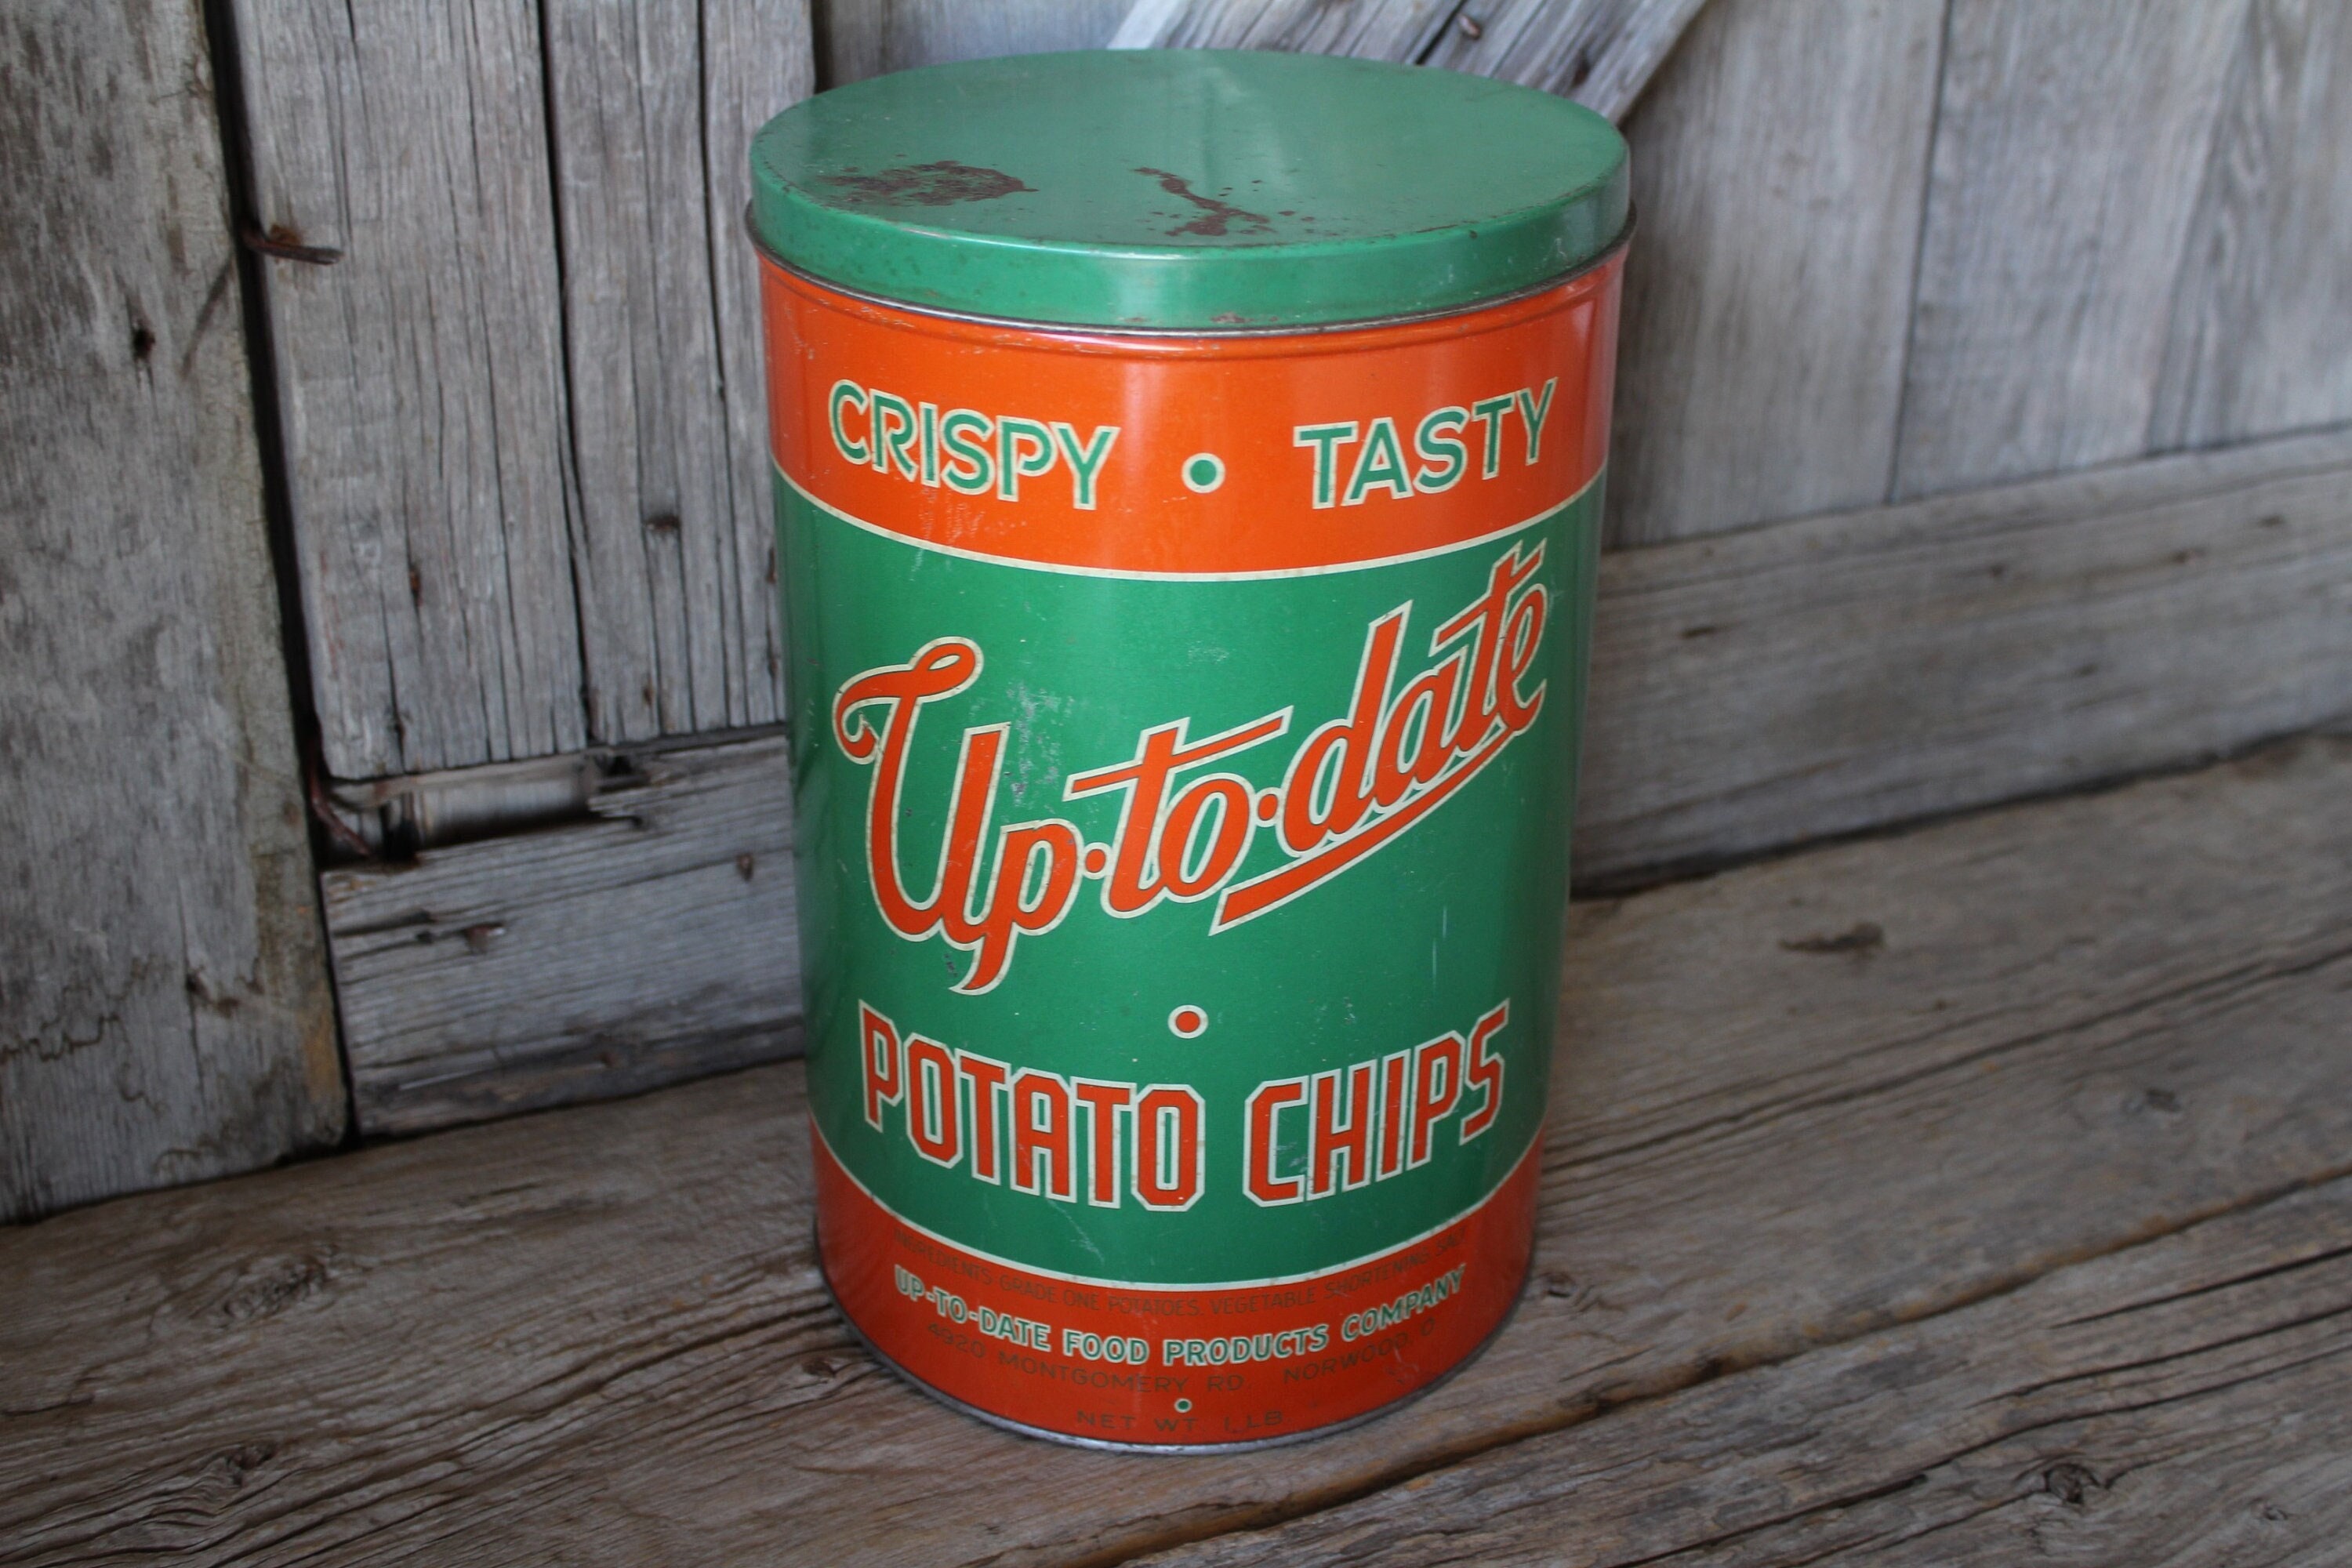 CRISPY • TASTY
Up-to-date
•
POTATO CHIPS
INGREDIENTS GRADE ONE POTATOES, VEGETABLE SHORTENING, SALT
UP-TO-DATE FOOD PRODUCTS COMPANY
4920 MONTGOMERY RD. NORWOOD, O.
•
NET WT. 1 LB